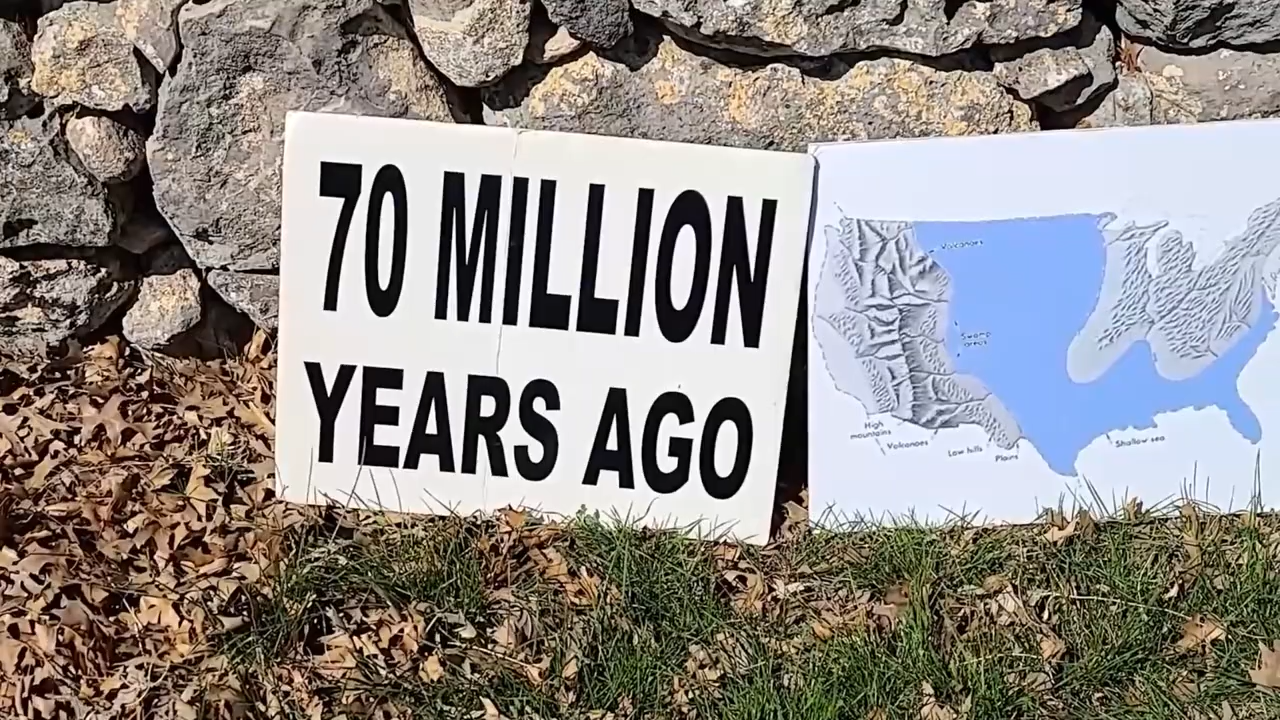 70 MILLION
YEARS AGO
Volcanoes
Swamp
areas
High
mountains
Volcanoes
Low hills
Plains
Shallow sea